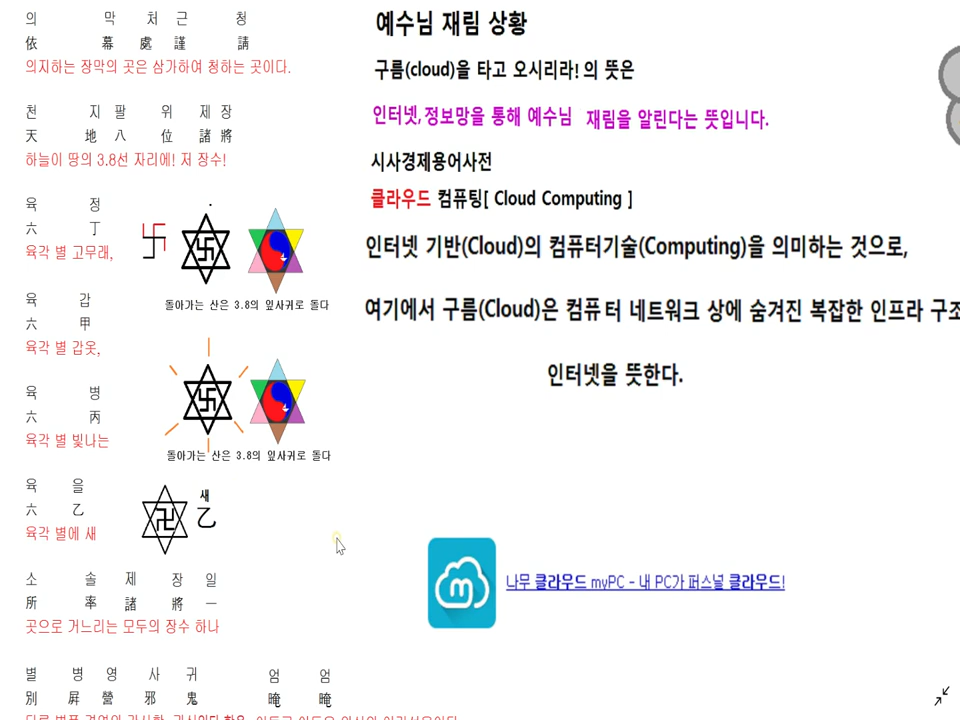 의 막 처 근 청
依 幕 處 謹 請
의지하는 장막의 곳은 삼가하여 청하는 곳이다.
천 지 팔 위 제 장
天 地 八 位 諸 將
하늘이 땅의 3.8선 자리에! 저 장수!
육 정
六 丁
육각 별 고무래,
卐
돌아가는 산은 3.8의 잎사귀로 돌다
육 갑
六 甲
육각 별 갑옷,
육 병
六 丙
육각 별 빛나는
돌아가는 산은 3.8의 잎사귀로 돌다
육 을
六 乙
육각 별에 새
새
乙
소 솔 제 장 일
所 率 諸 將 一
곳으로 거느리는 모두의 장수 하나
별 병 영 사 귀 엄 엄
別 屛 營 邪 鬼 晻 晻
예수님 재림 상황
구름(cloud)을 타고 오시리라! 의 뜻은
인터넷, 정보망을 통해 예수님 재림을 알린다는 뜻입니다.
시사경제용어사전
클라우드 컴퓨팅[ Cloud Computing ]
인터넷 기반(Cloud)의 컴퓨터기술(Computing)을 의미하는 것으로,
여기에서 구름(Cloud)은 컴퓨터 네트워크 상에 숨겨진 복잡한 인프라 구조
인터넷을 뜻한다.
m
나무 클라우드 myPC - 내 PC가 퍼스널 클라우드!